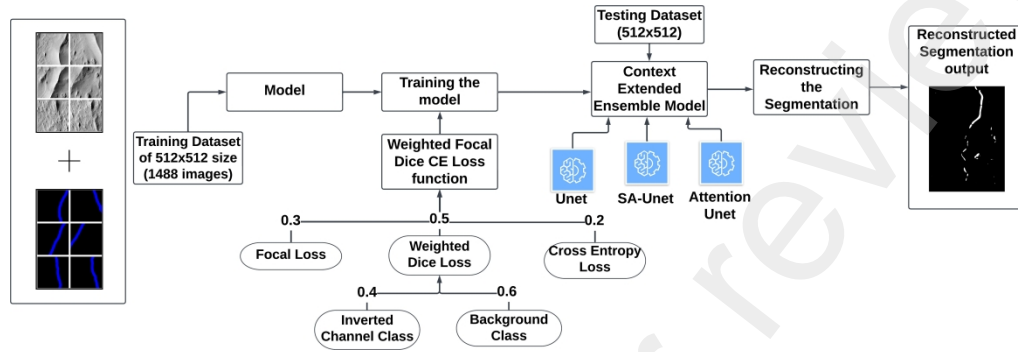 Training Dataset
of 512x512 size
(1488 images)
Model
Training the
model
Weighted Focal
Dice CE Loss
function
0.3
0.5
0.2
Focal Loss
Weighted
Dice Loss
Cross Entropy
Loss
0.4
0.6
Inverted
Channel Class
Background
Class
Testing Dataset
(512x512)
Context
Extended
Ensemble Model
Unet
SA-Unet
Attention
Unet
Reconstructing
the
Segmentation
Reconstructed
Segmentation
output
r review